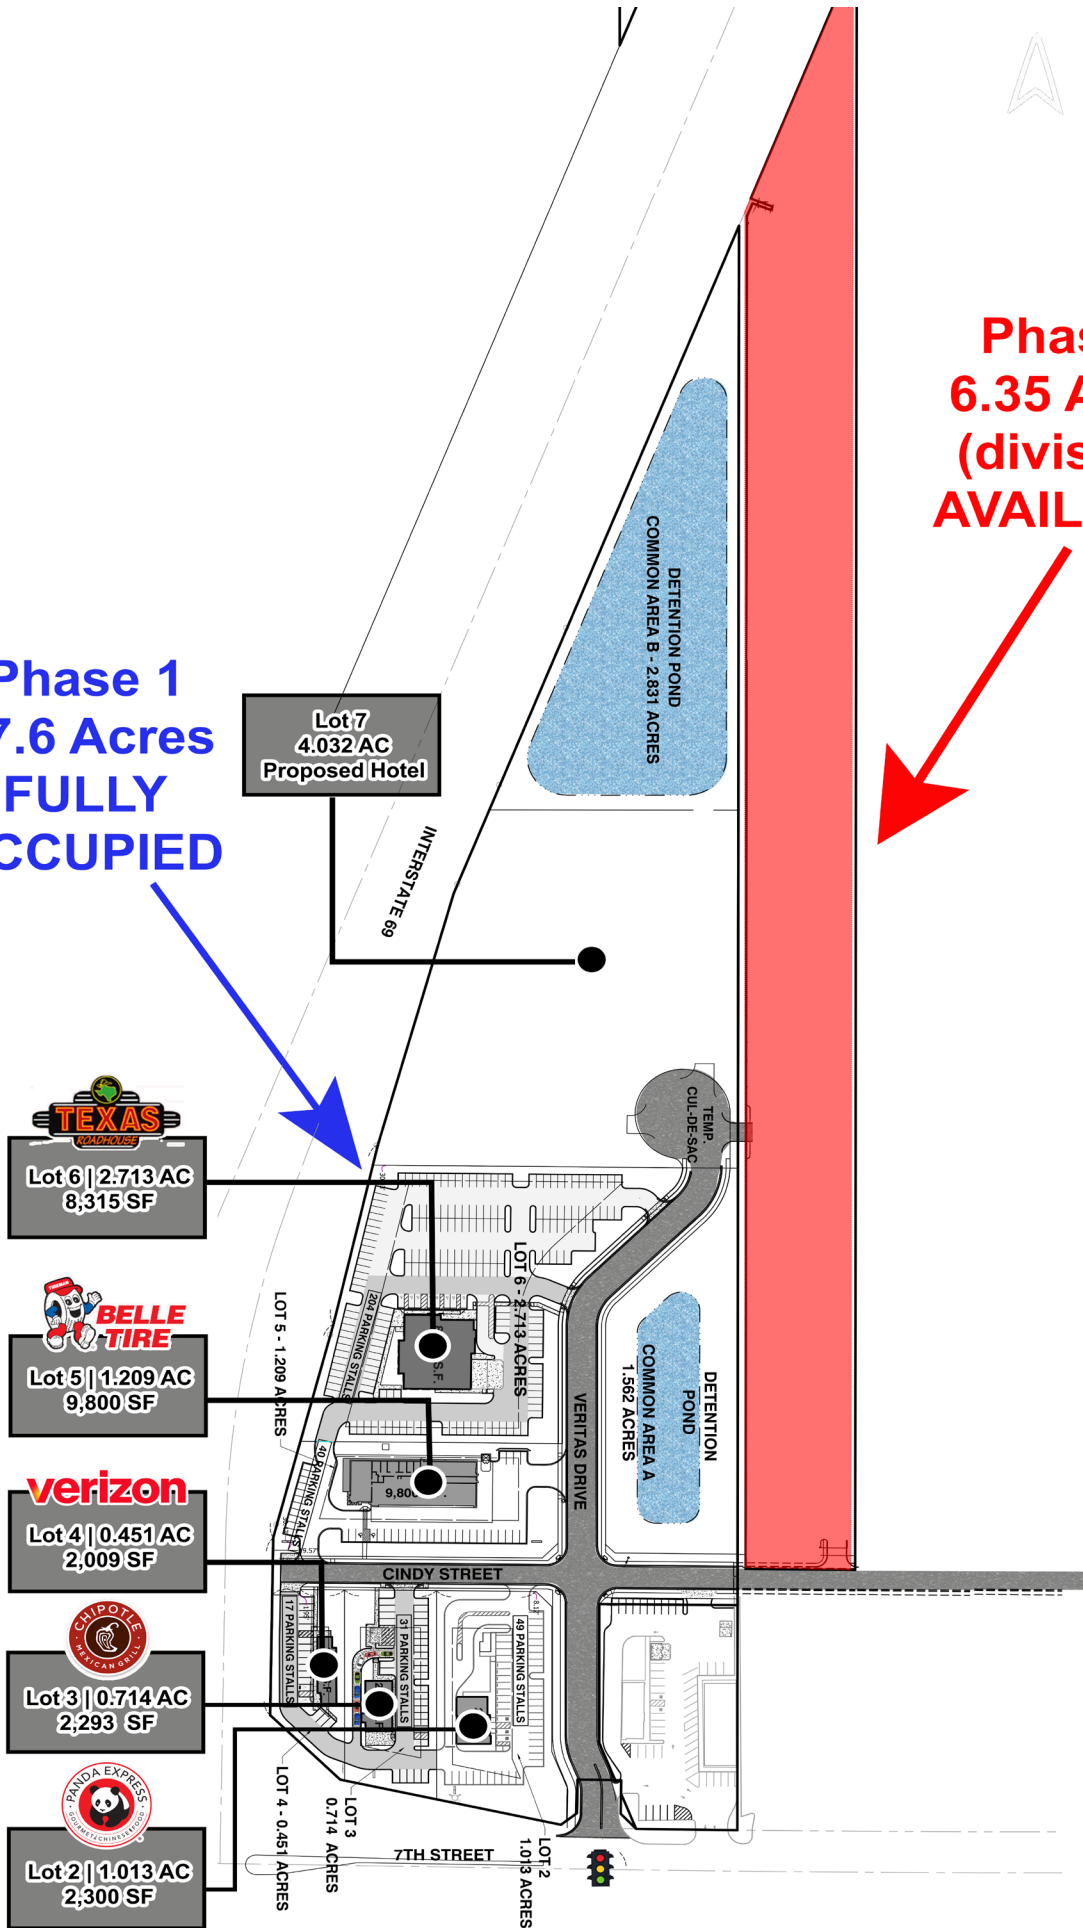 Phas
6.35 A
(divis
AVAIL
DETENTION POND
COMMON AREA B - 2.831 ACRES
Phase 1
7.6 Acres
FULLY
CCUPIED
Lot 7
4.032 AC
Proposed Hotel
INTERSTATE 69
TEMP.
CUL-DE-SAC
TEXAS
ROADHOUSE
Lot 6 | 2.713 AC
8,315 SF
LOT 6 - 2.713 ACRES
204 PARKING STALLS
S.F.
TIREMAN
BELLE
TIRE
Lot 5 | 1.209 AC
9,800 SF
LOT 5 - 1.209 ACRES
40 PARKING STALLS
9,800
VERITAS DRIVE
DETENTION
POND
COMMON AREA A
1.562 ACRES
verizon
Lot 4 | 0.451 AC
2,009 SF
CINDY STREET
17 PARKING STALLS
31 PARKING STALLS
49 PARKING STALLS
CHIPOTLE
MEXICAN GRILL
Lot 3 | 0.714 AC
2,293 SF
PANDA EXPRESS
GOURMET CHINESE FOOD
Lot 2 | 1.013 AC
2,300 SF
LOT 4 - 0.451 ACRES
LOT 3
0.714 ACRES
LOT 2
1.013 ACRES
7TH STREET